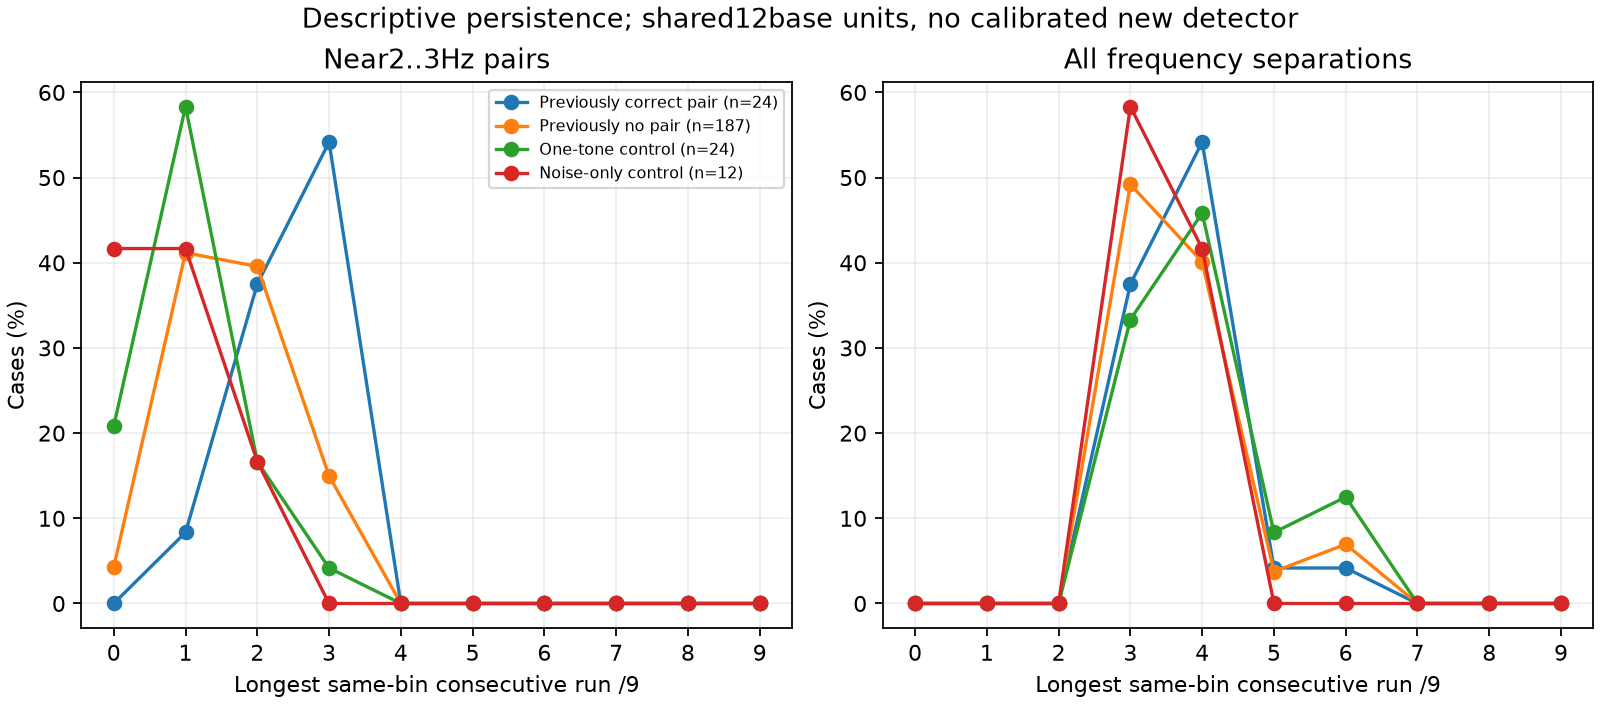 Descriptive persistence; shared12base units, no calibrated new detector
Near2..3Hz pairs
Cases (%)
60
50
40
30
20
10
0
Previously correct pair (n=24)
Previously no pair (n=187)
One-tone control (n=24)
Noise-only control (n=12)
0 1 2 3 4 5 6 7 8 9
Longest same-bin consecutive run /9
All frequency separations
Cases (%)
60
50
40
30
20
10
0
0 1 2 3 4 5 6 7 8 9
Longest same-bin consecutive run /9